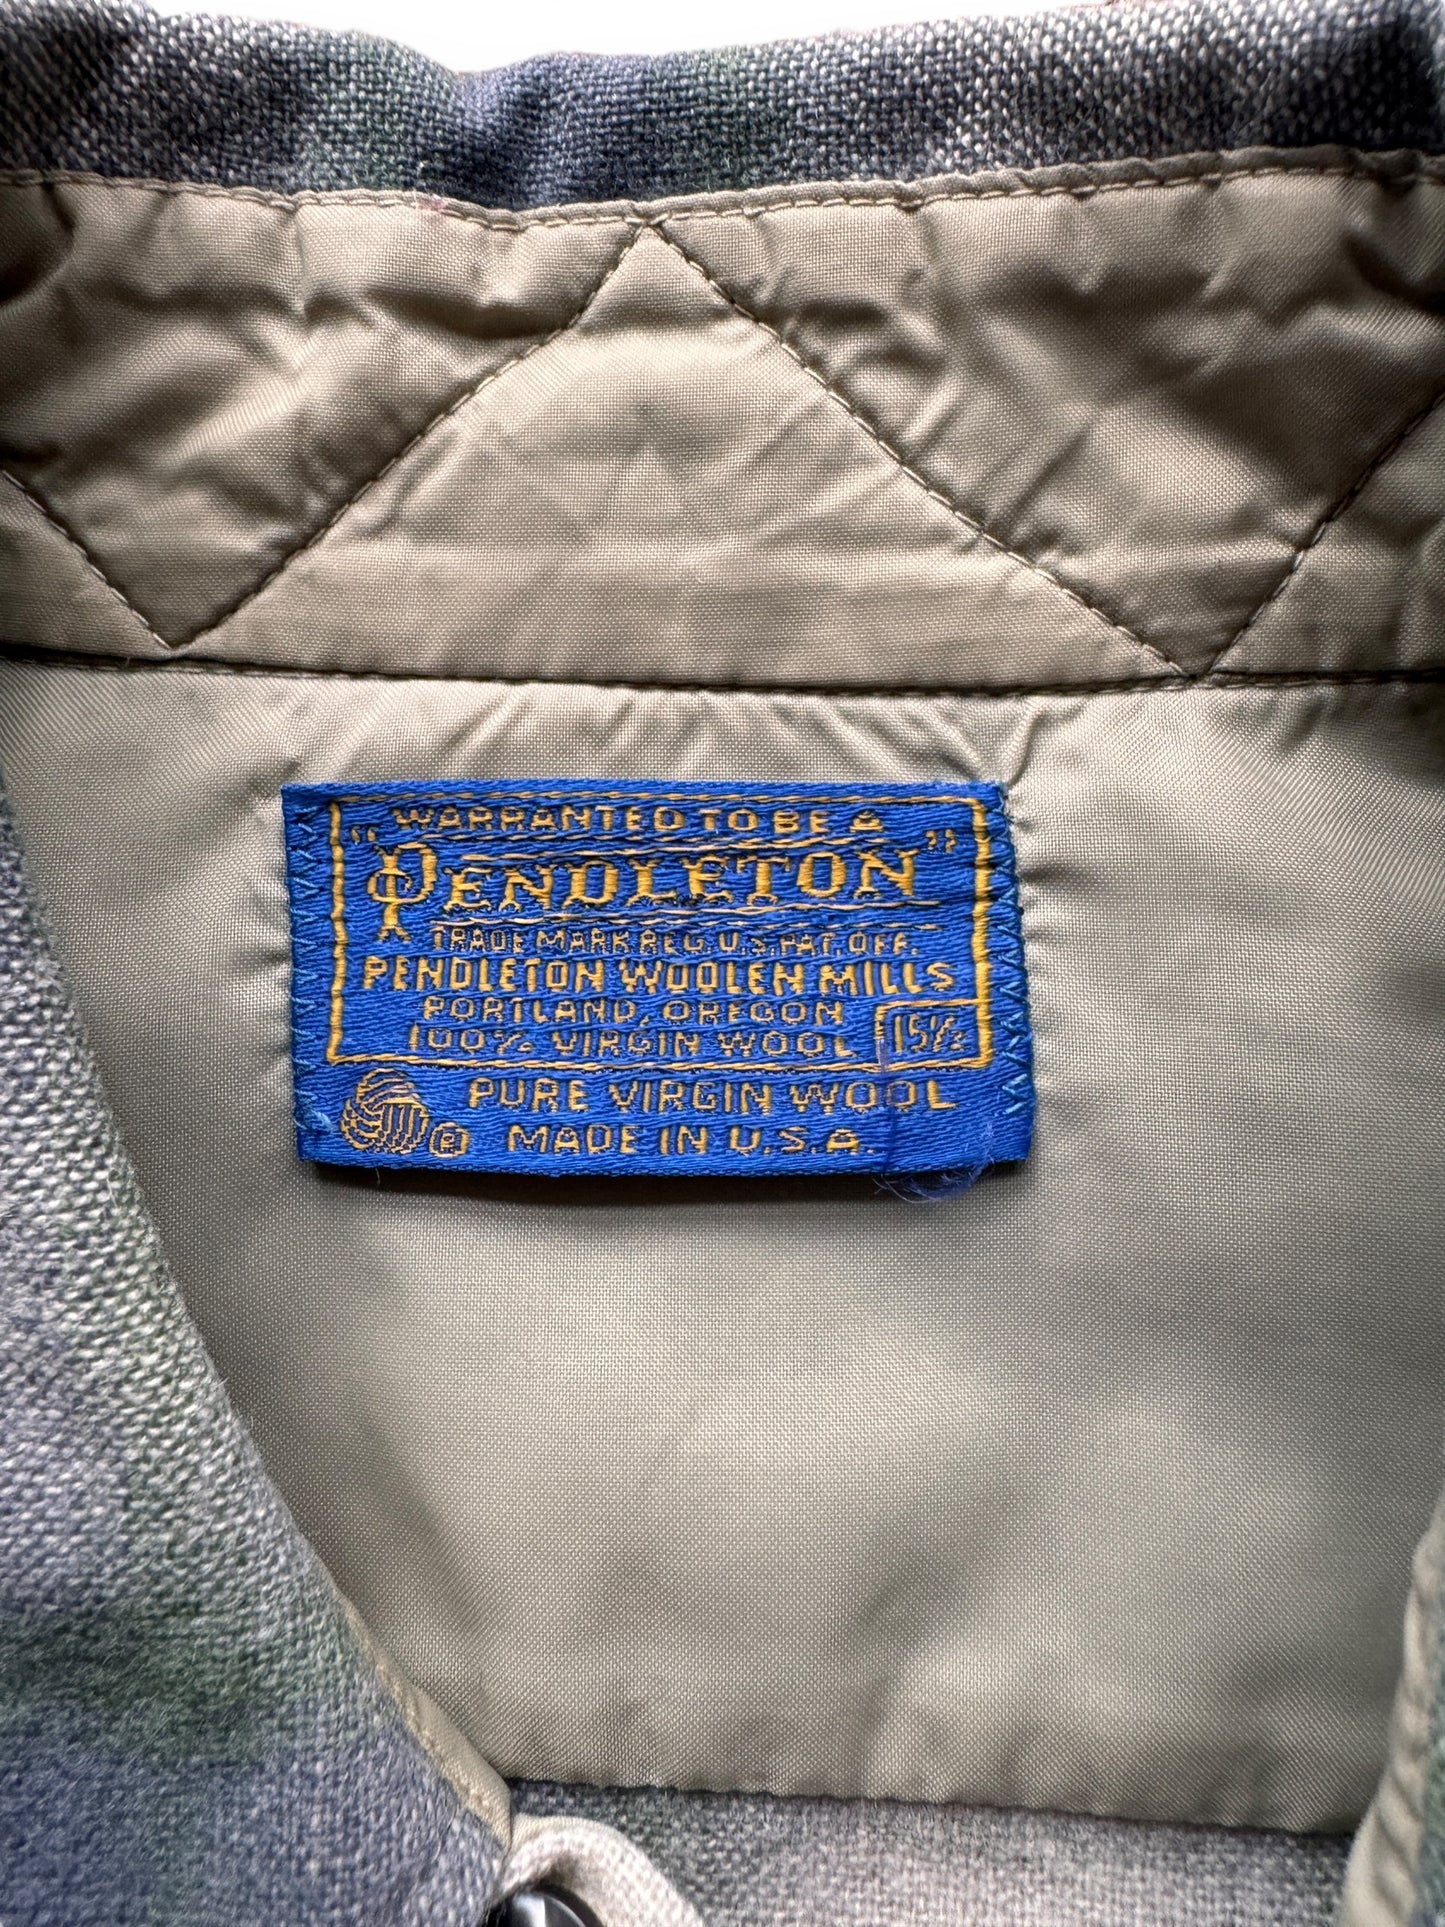 WARRANTED TO BE A
"PENDLETON"
TRADE MARK REG. U.S. PAT. OFF.
PENDLETON WOOLEN MILLS
PORTLAND, OREGON
100% VIRGIN WOOL 15½
PURE VIRGIN WOOL
® MADE IN U.S.A.